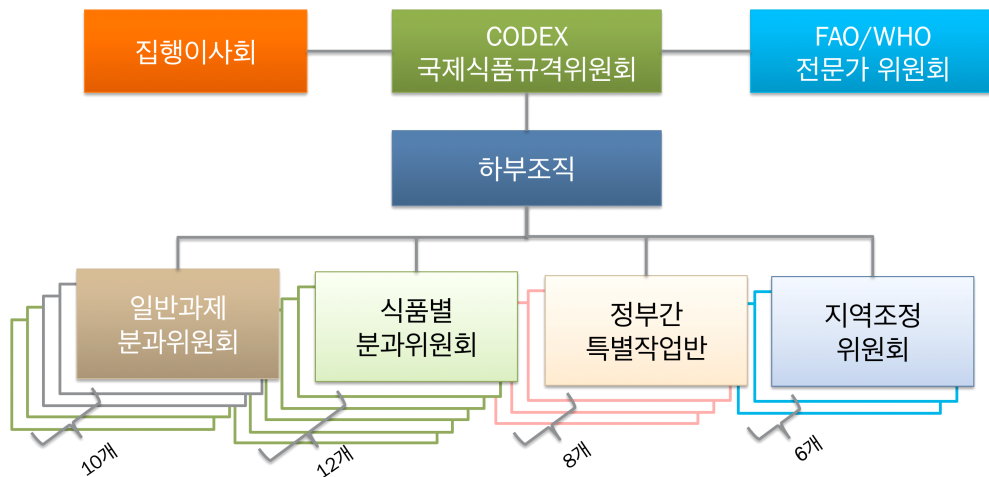 집행이사회
CODEX
국제식품규격위원회
FAO/WHO
전문가 위원회
하부조직
일반과제
분과위원회
식품별
분과위원회
정부간
특별작업반
지역조정
위원회
10개
12개
8개
6개